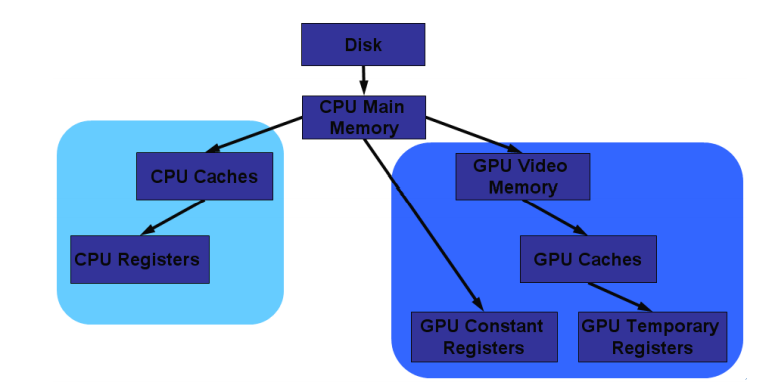 Disk
CPU Main
Memory
CPU Caches
GPU Video
Memory
CPU Registers
GPU Caches
GPU Constant
Registers
GPU Temporary
Registers